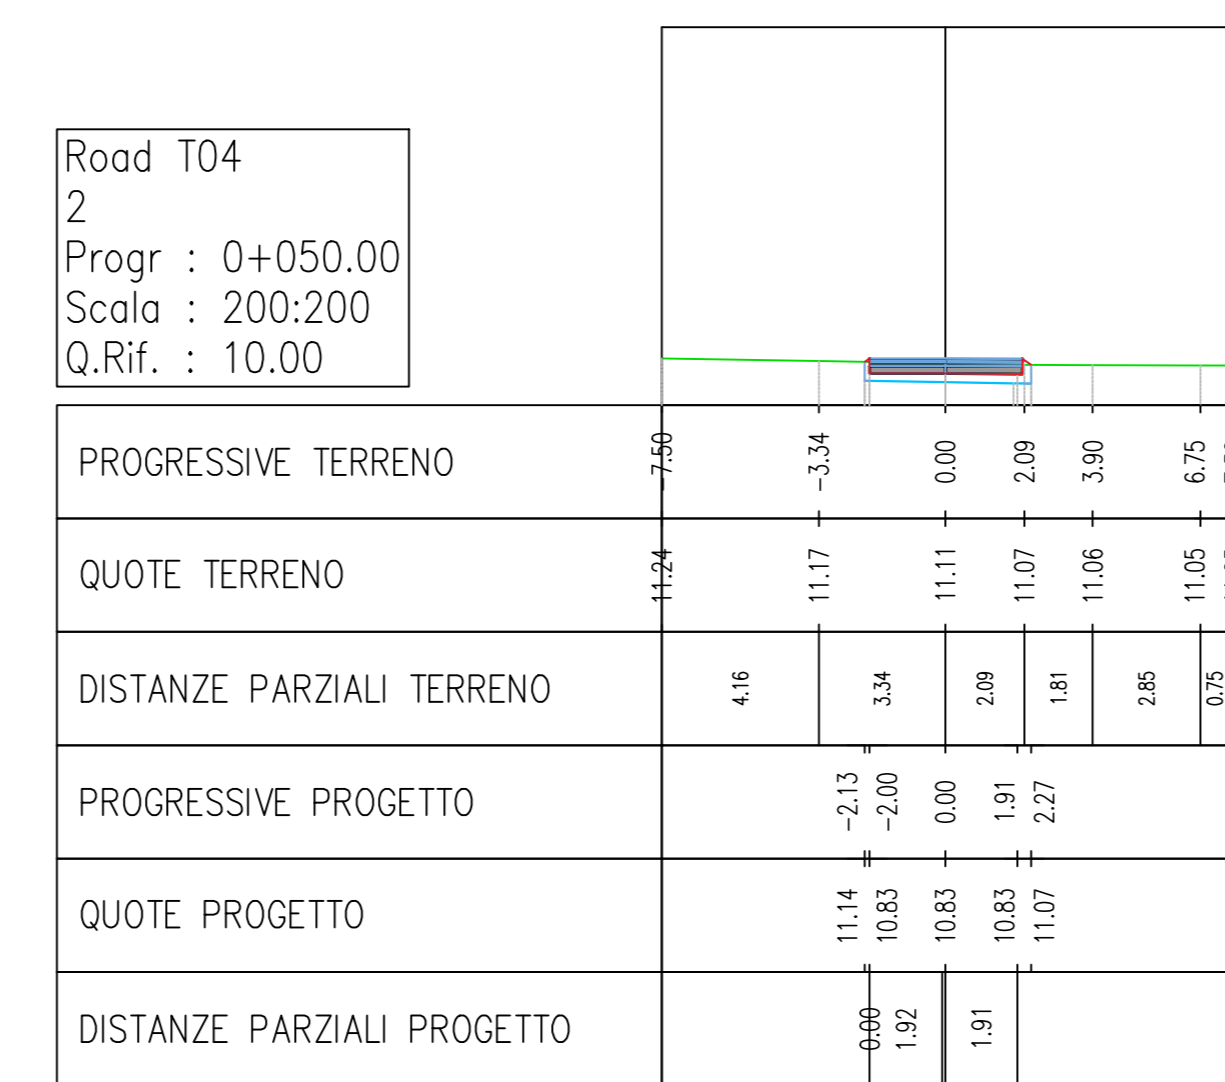 Road T04
2
Progr : 0+050.00
Scala : 200:200
Q.Rif. : 10.00
PROGRESSIVE TERRENO -7.50 -3.34 0.00 2.09 3.90 6.75
QUOTE TERRENO 11.24 11.17 11.11 11.07 11.06 11.05
DISTANZE PARZIALI TERRENO 4.16 3.34 2.09 1.81 2.85 0.75
PROGRESSIVE PROGETTO -2.13 -2.00 0.00 1.91 2.27
QUOTE PROGETTO 11.14 10.83 10.83 10.83 11.07
DISTANZE PARZIALI PROGETTO 0.00 1.92 1.91